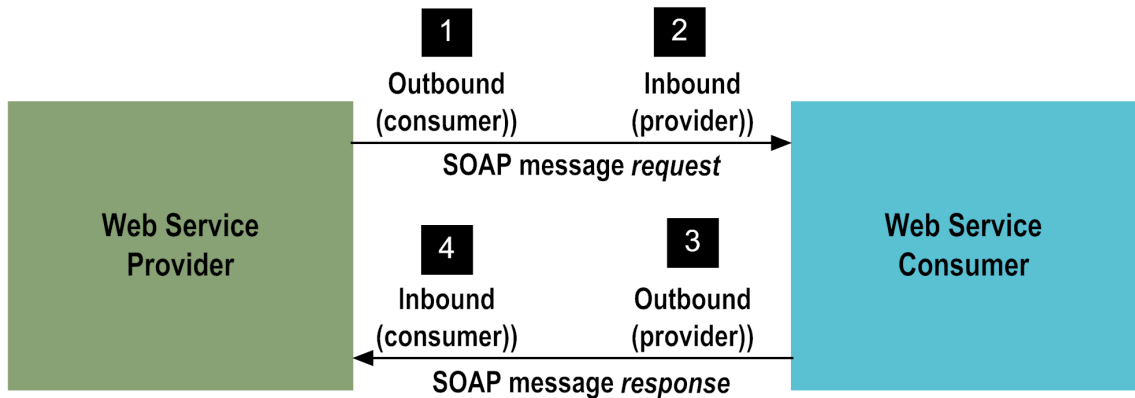 1
2
Outbound
(consumer))
Inbound
(provider))
SOAP message request
Web Service
Provider
Web Service
Consumer
4
3
Inbound
(consumer))
Outbound
(provider))
SOAP message response